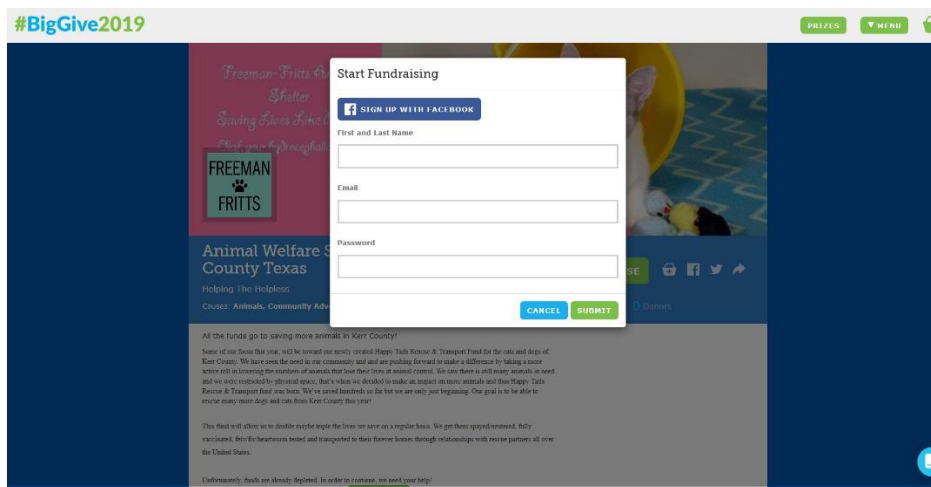 #BigGive2019
PRIZES
▼ MENU
Freeman-Fritts
Shelter
Saving Lives Like
FREEMAN
FRITTS
Start Fundraising
SIGN UP WITH FACEBOOK
First and Last Name
Email
Password
CANCEL
SUBMIT
Animal Welfare S
County Texas
SE
Helping The Helpless
Causes: Animals, Community Adv
0 Donors
All the funds go to saving more animals in Kerr County!
Some of our focus this year, will be toward our newly created Happy Tails Rescue & Transport Fund for the cats and dogs of
Kerr County. We have seen the need in our community and and are pushing forward to make a difference by taking a more
active roll in lowering the numbers of animals that lose their lives at animal control. We saw there is still many animals at need
and we were restricted by physical space, that's when we decided to make an impact on more animals and thus Happy Tails
Rescue & Transport fund was born. We've saved hundreds so far but we are only just beginning. Our goal is to be able to
rescue many more dogs and cats from Kerr County this year!
This fund will allow us to double maybe triple the lives we save on a regular basis. We get them spayed/neutered, fully
vaccinated, felv/fiv/heartworm tested and transported to their forever homes through relationships with rescue partners all over
the United States.
Unfortunately, funds are already depleted. In order to continue, we need your help!